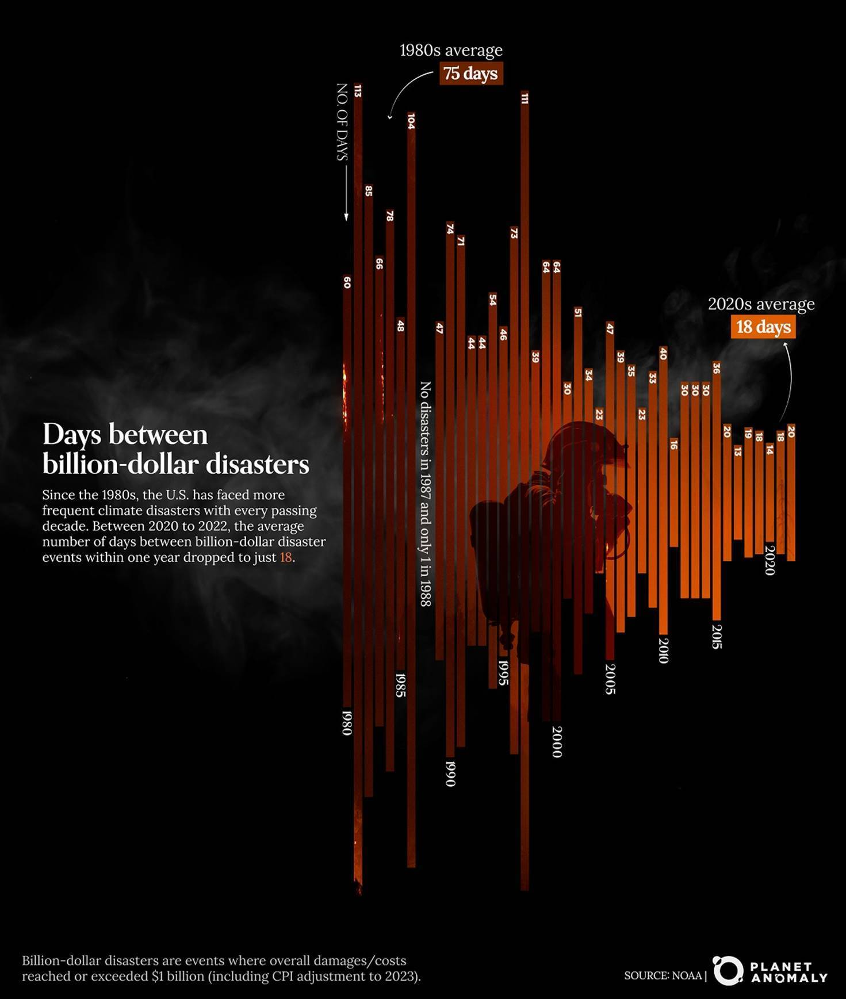 1980s average
75 days
NO. OF DAYS
60
113
85
66
78
48
104
No disasters in 1987 and only 1 in 1988
47
74
71
44
44
54
46
73
111
39
64
64
30
51
34
23
47
39
35
23
33
40
16
30
30
30
36
20
13
19
18
14
18
20
2020s average
18 days
1980
1985
1990
1995
2000
2005
2010
2015
2020
Days between
billion-dollar disasters
Since the 1980s, the U.S. has faced more
frequent climate disasters with every passing
decade. Between 2020 to 2022, the average
number of days between billion-dollar disaster
events within one year dropped to just 18.
Billion-dollar disasters are events where overall damages/costs
reached or exceeded $1 billion (including CPI adjustment to 2023).
SOURCE: NOAA |
PLANET
ANOMALY